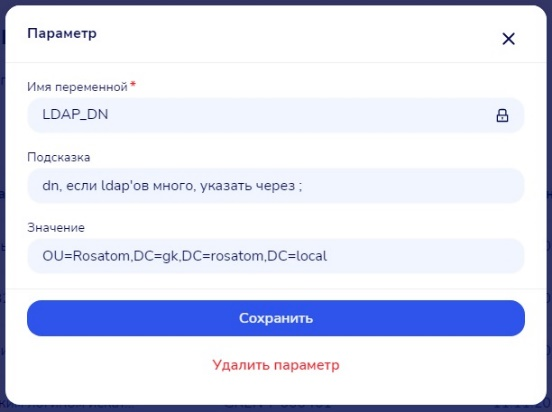 Параметр
Имя переменной *
LDAP_DN
Подсказка
dn, если ldap'ов много, указать через ;
Значение
OU=Rosatom,DC=gk,DC=rosatom,DC=local
Сохранить
Удалить параметр